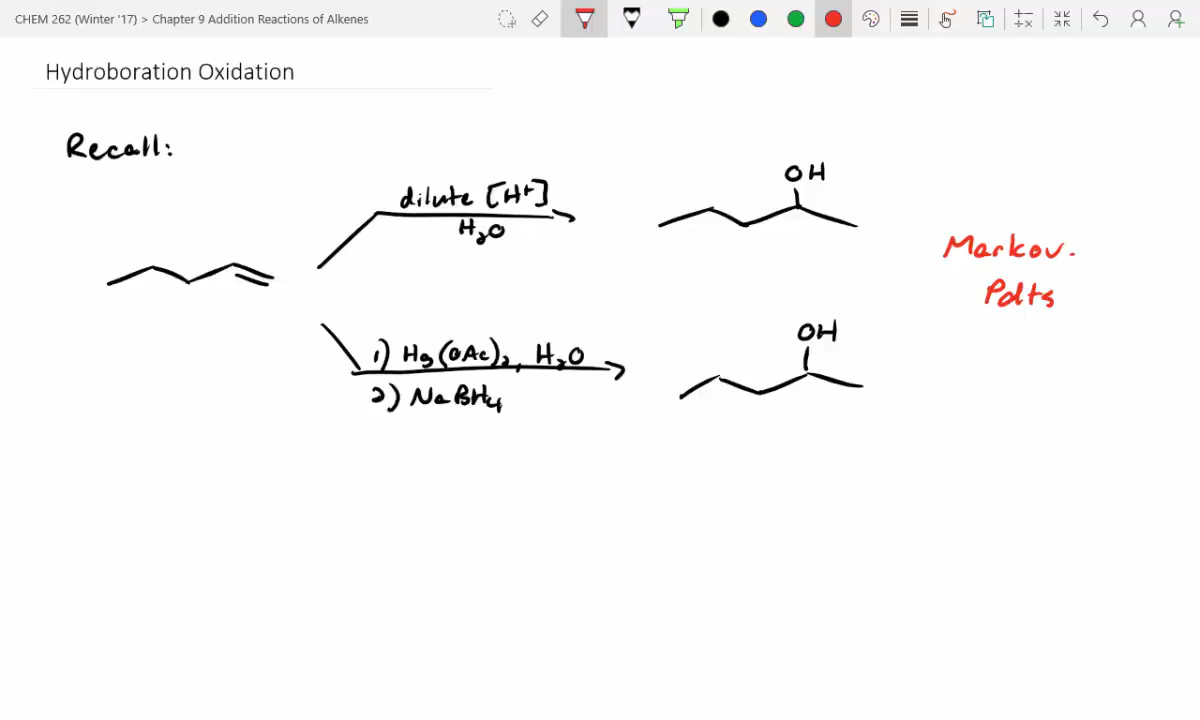 CHEM 262 (Winter '17) > Chapter 9 Addition Reactions of Alkenes
Hydroboration Oxidation
Recall:
dilute [H+]
H2O
OH
Markov.
Pdts
1) Hg(OAc)2, H2O
2) NaBH4
OH